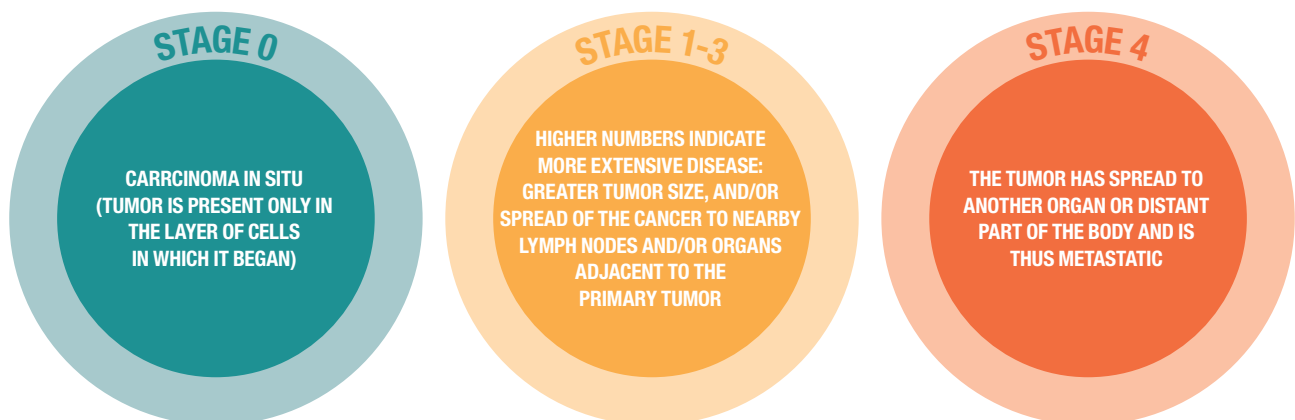 STAGE 0
CARRCINOMA IN SITU
(TUMOR IS PRESENT ONLY IN
THE LAYER OF CELLS
IN WHICH IT BEGAN)
STAGE 1-3
HIGHER NUMBERS INDICATE
MORE EXTENSIVE DISEASE:
GREATER TUMOR SIZE, AND/OR
SPREAD OF THE CANCER TO NEARBY
LYMPH NODES AND/OR ORGANS
ADJACENT TO THE
PRIMARY TUMOR
STAGE 4
THE TUMOR HAS SPREAD TO
ANOTHER ORGAN OR DISTANT
PART OF THE BODY AND IS
THUS METASTATIC